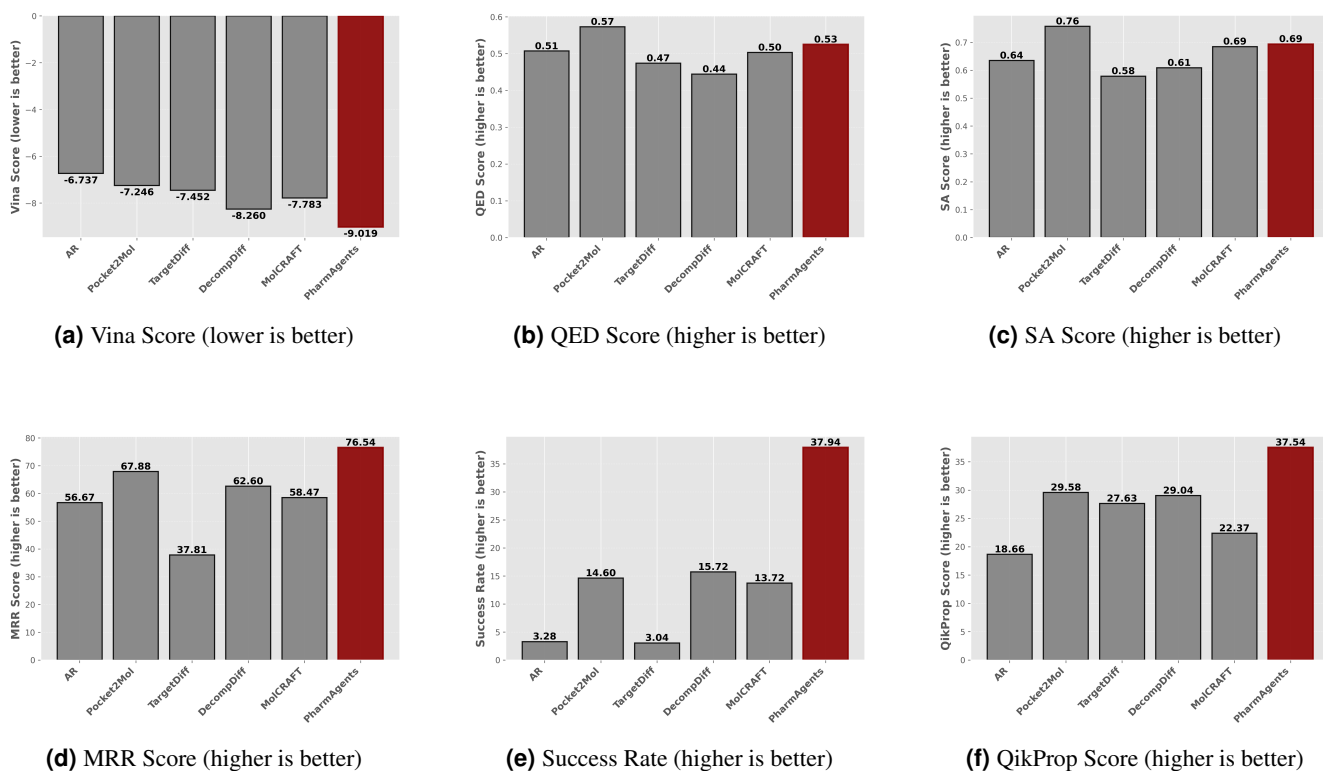 Vina Score (lower is better)
0
−2
−4
−6
−8
-6.737
-7.246
-7.452
-8.260
-7.783
-9.019
AR
Pocket2Mol
TargetDiff
DecompDiff
MolCRAFT
PharmAgents
(a) Vina Score (lower is better)
QED Score (higher is better)
0.6
0.5
0.4
0.3
0.2
0.1
0.0
0.51
0.57
0.47
0.44
0.50
0.53
AR
Pocket2Mol
TargetDiff
DecompDiff
MolCRAFT
PharmAgents
(b) QED Score (higher is better)
SA Score (higher is better)
0.7
0.6
0.5
0.4
0.3
0.2
0.1
0.0
0.64
0.76
0.58
0.61
0.69
0.69
AR
Pocket2Mol
TargetDiff
DecompDiff
MolCRAFT
PharmAgents
(c) SA Score (higher is better)
MRR Score (higher is better)
80
70
60
50
40
30
20
10
0
56.67
67.88
37.81
62.60
58.47
76.54
AR
Pocket2Mol
TargetDiff
DecompDiff
MolCRAFT
PharmAgents
(d) MRR Score (higher is better)
Success Rate (higher is better)
35
30
25
20
15
10
5
0
3.28
14.60
3.04
15.72
13.72
37.94
AR
Pocket2Mol
TargetDiff
DecompDiff
MolCRAFT
PharmAgents
(e) Success Rate (higher is better)
QikProp Score (higher is better)
35
30
25
20
15
10
5
0
18.66
29.58
27.63
29.04
22.37
37.54
AR
Pocket2Mol
TargetDiff
DecompDiff
MolCRAFT
PharmAgents
(f) QikProp Score (higher is better)